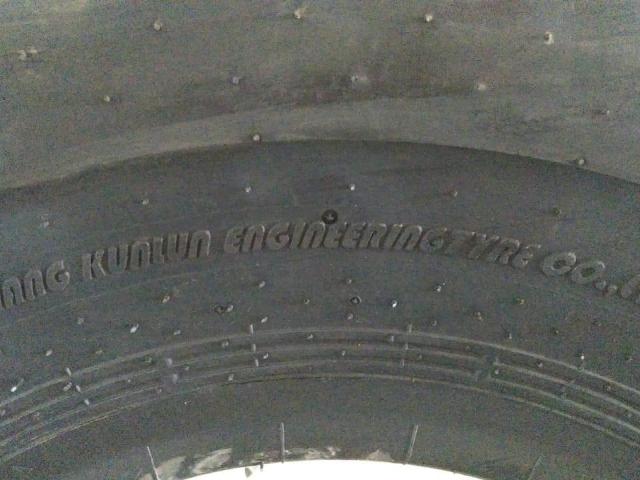 KUNLUN ENGINEERING TYRE CO.,